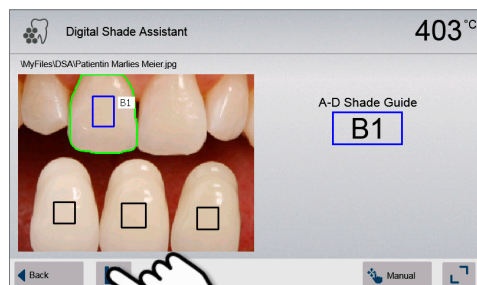 Digital Shade Assistant
403 °C
\MyFiles\DSA\Patientin Marlies Meier.jpg
B1
A-D Shade Guide
B1
Back
Manual